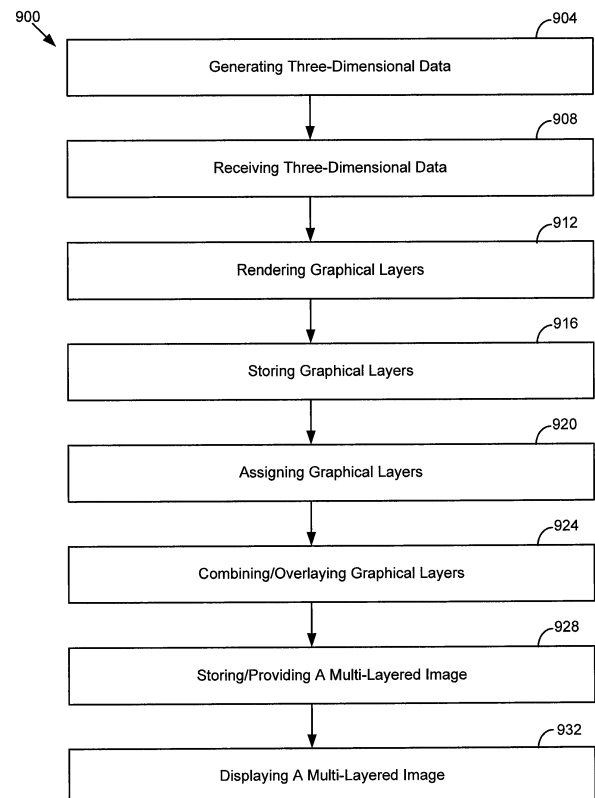 900
904
Generating Three-Dimensional Data
908
Receiving Three-Dimensional Data
912
Rendering Graphical Layers
916
Storing Graphical Layers
920
Assigning Graphical Layers
924
Combining/Overlaying Graphical Layers
928
Storing/Providing A Multi-Layered Image
932
Displaying A Multi-Layered Image